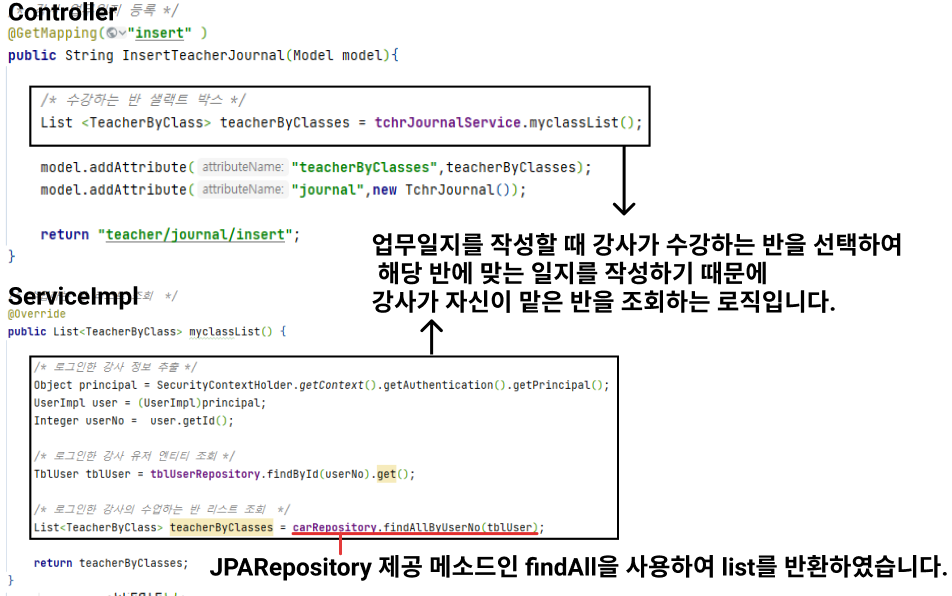 Controller
등록 */
@GetMapping("insert" )
public String InsertTeacherJournal(Model model){
/* 수강하는 반 샐랙트 박스 */
List <TeacherByClass> teacherByClasses = tchrJournalService.myclassList();
model.addAttribute( attributeName: "teacherByClasses",teacherByClasses);
model.addAttribute( attributeName: "journal",new TchrJournal());
return "teacher/journal/insert";
}
업무일지를 작성할 때 강사가 수강하는 반을 선택하여
해당 반에 맞는 일지를 작성하기 때문에
강사가 자신이 맡은 반을 조회하는 로직입니다.
ServiceImpl
조회 */
@Override
public List<TeacherByClass> myclassList() {
/* 로그인한 강사 정보 추출 */
Object principal = SecurityContextHolder.getContext().getAuthentication().getPrincipal();
UserImpl user = (UserImpl)principal;
Integer userNo = user.getId();
/* 로그인한 강사 유저 엔티티 조회 */
TblUser tblUser = tblUserRepository.findById(userNo).get();
/* 로그인한 강사의 수업하는 반 리스트 조회 */
List<TeacherByClass> teacherByClasses = carRepository.findAllByUserNo(tblUser);
return teacherByClasses;
JPARepository 제공 메소드인 findAll을 사용하여 list를 반환하였습니다.
}